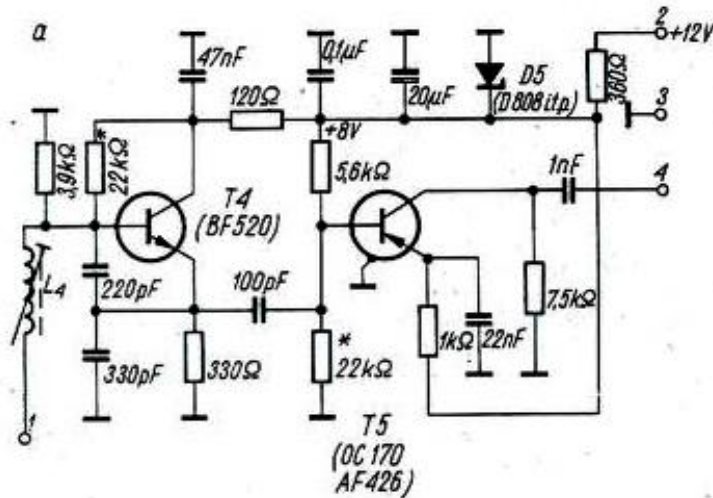 a
47nF
0,1µF
20µF
D5
(D808 itp.)
360Ω
2
+12V
3
120Ω
+8V
3,9kΩ
*
22kΩ
5,6kΩ
1nF
4
T4
(BF520)
L4
220pF
100pF
330pF
330Ω
*
22kΩ
1kΩ
22nF
7,5kΩ
1
T5
(OC 170
AF426)